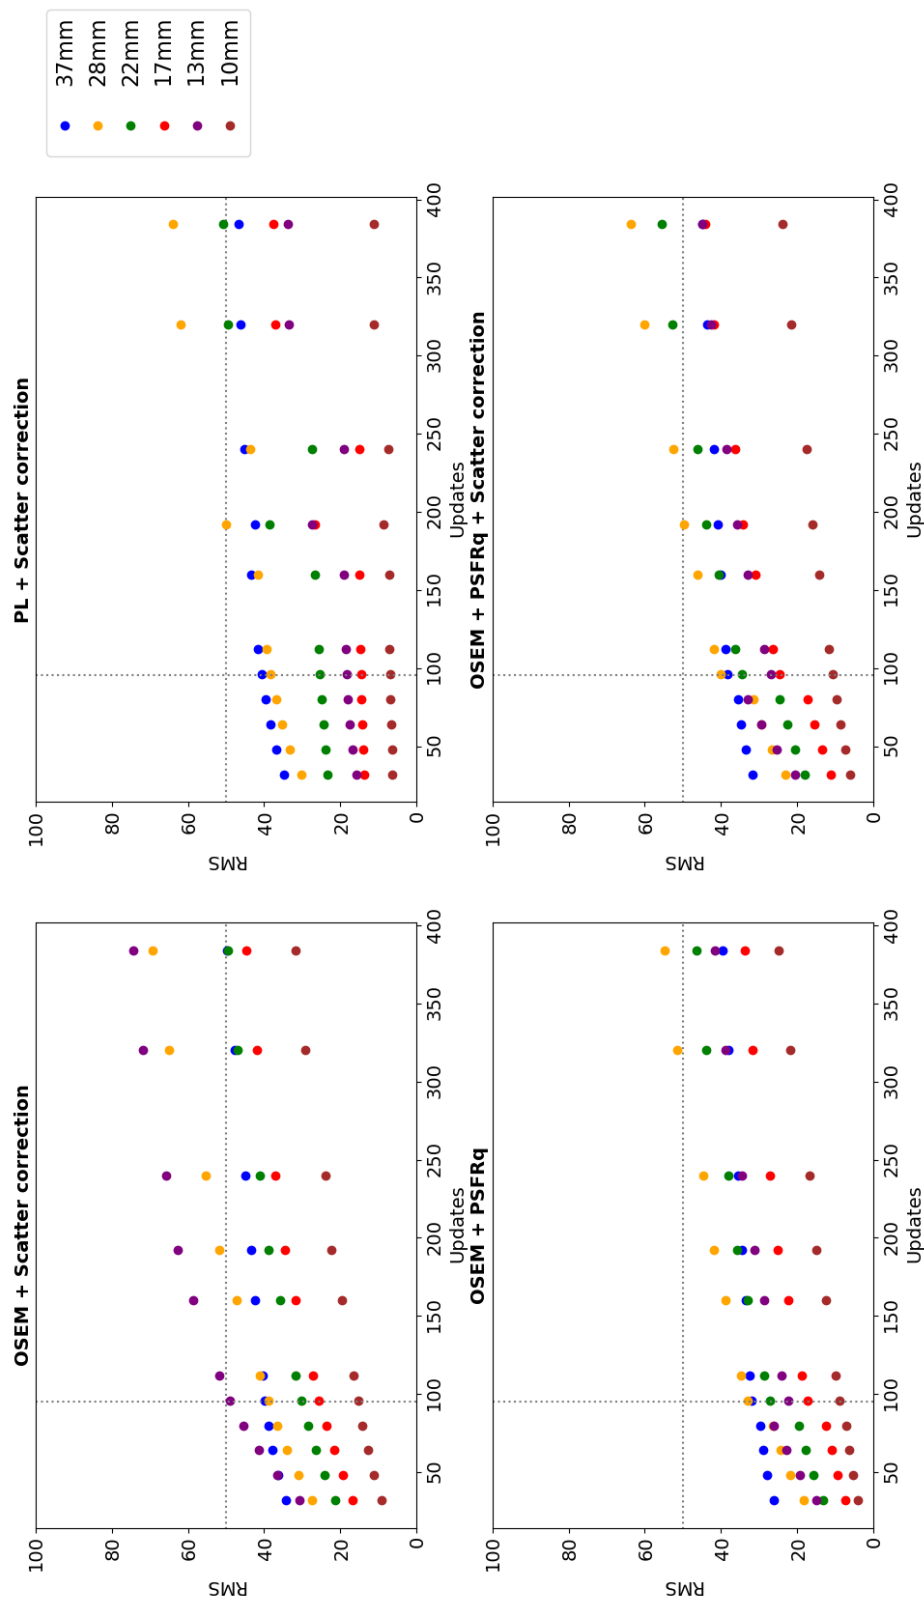 OSEM + Scatter correction
RMS
100
80
60
40
20
0
50 100 150 200 250 300 350 400
Updates
PL + Scatter correction
RMS
100
80
60
40
20
0
50 100 150 200 250 300 350 400
Updates
37mm
28mm
22mm
17mm
13mm
10mm
OSEM + PSFRq
RMS
100
80
60
40
20
0
50 100 150 200 250 300 350 400
Updates
OSEM + PSFRq + Scatter correction
RMS
100
80
60
40
20
0
50 100 150 200 250 300 350 400
Updates